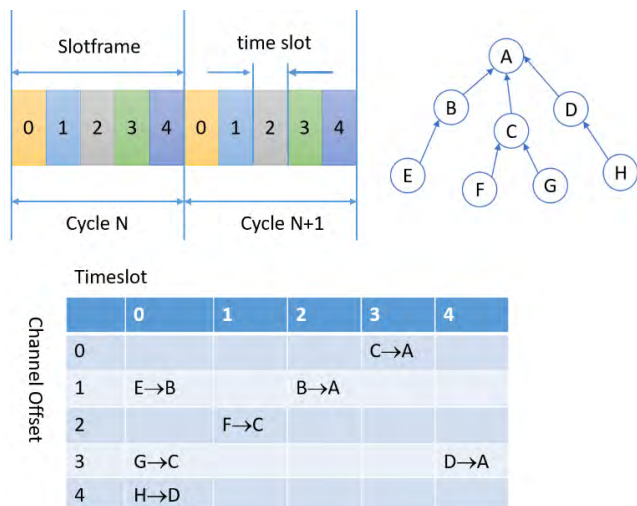 Slotframe
time slot
0 1 2 3 4 0 1 2 3 4
Cycle N
Cycle N+1
A
B
D
C
E
F
G
H
Timeslot
Channel Offset
0 1 2 3 4
0 C→A
1 E→B B→A
2 F→C
3 G→C D→A
4 H→D